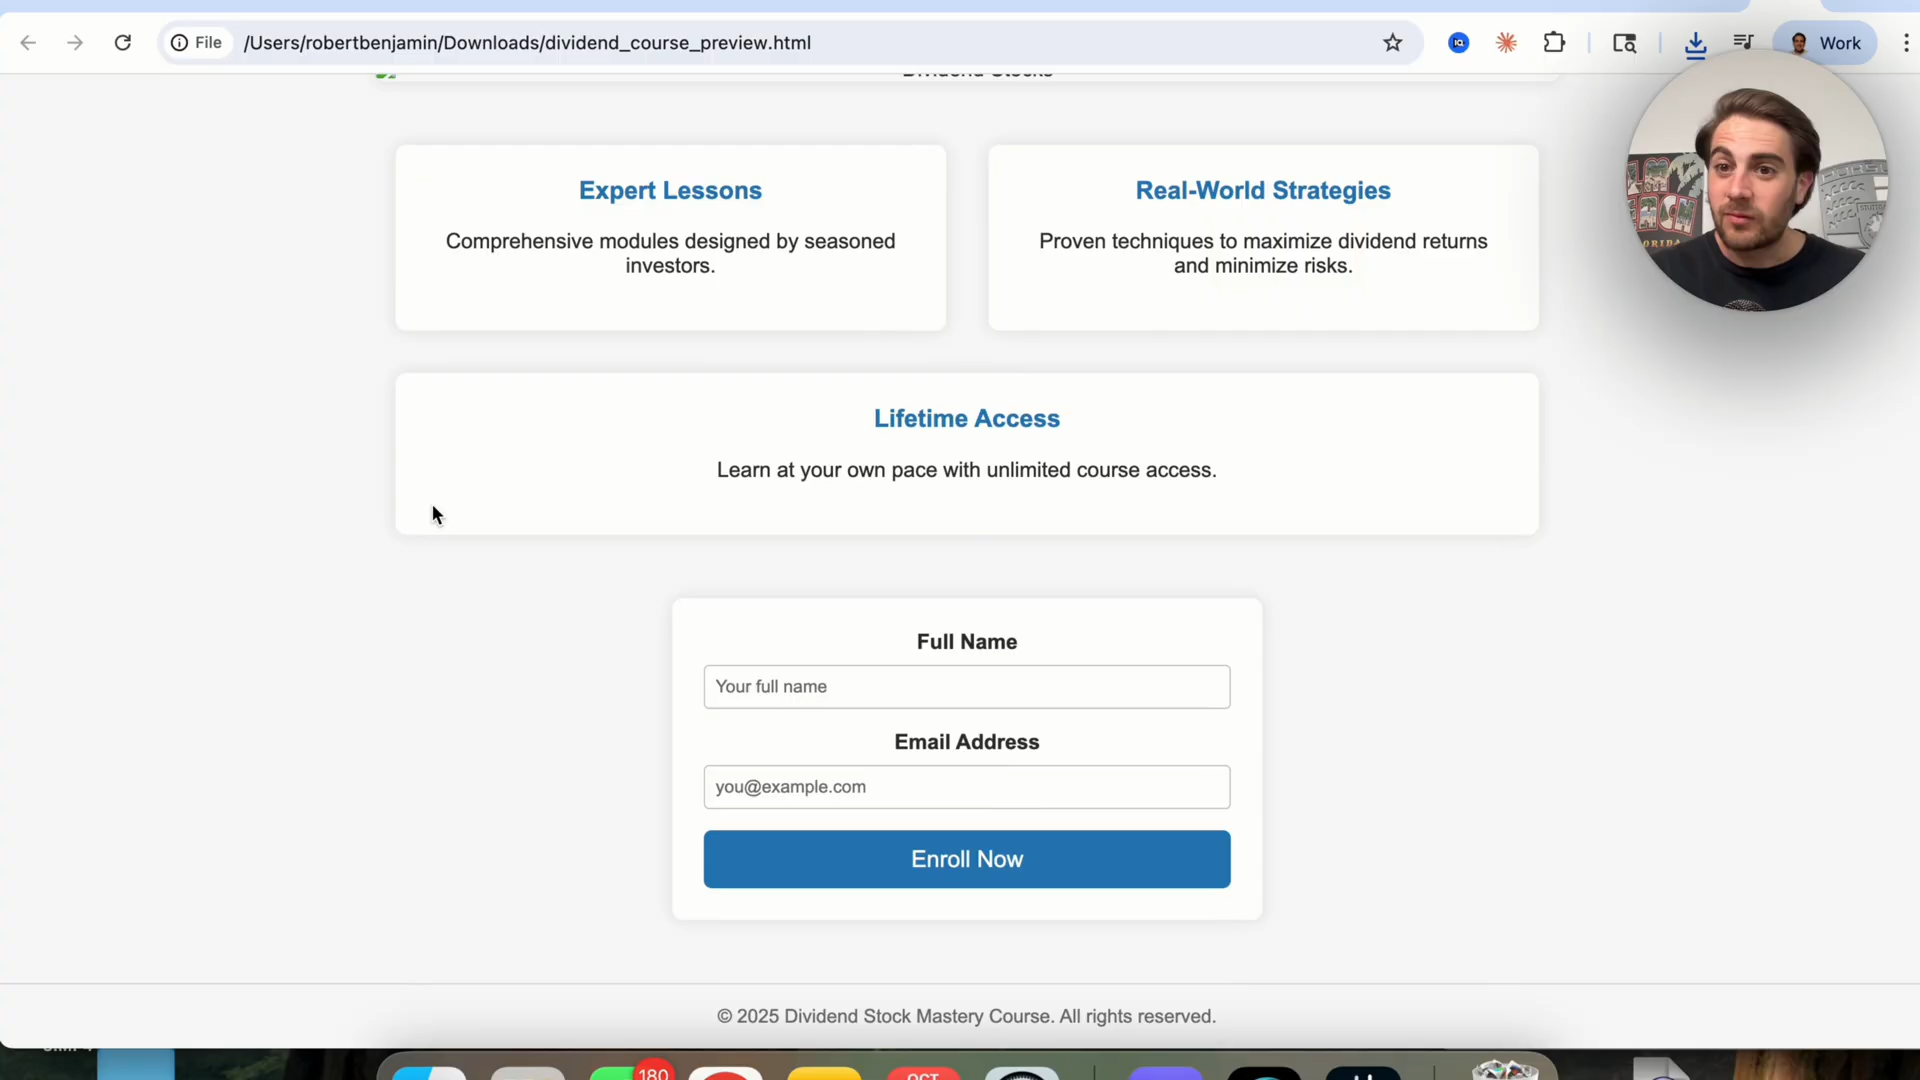 File
/Users/robertbenjamin/Downloads/dividend_course_preview.html
Work
Dividend Stocks
Expert Lessons
Comprehensive modules designed by seasoned
investors.
Real-World Strategies
Proven techniques to maximize dividend returns
and minimize risks.
Lifetime Access
Learn at your own pace with unlimited course access.
Full Name
Your full name
Email Address
you@example.com
Enroll Now
© 2025 Dividend Stock Mastery Course. All rights reserved.
180
OCT